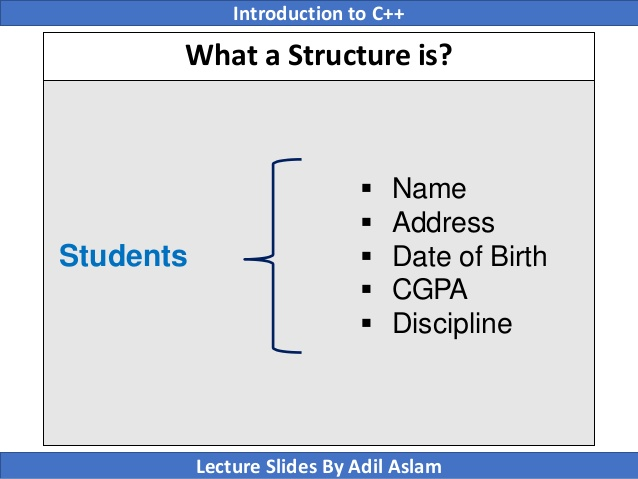 Introduction to C++
What a Structure is?
Students
▪ Name
▪ Address
▪ Date of Birth
▪ CGPA
▪ Discipline
Lecture Slides By Adil Aslam